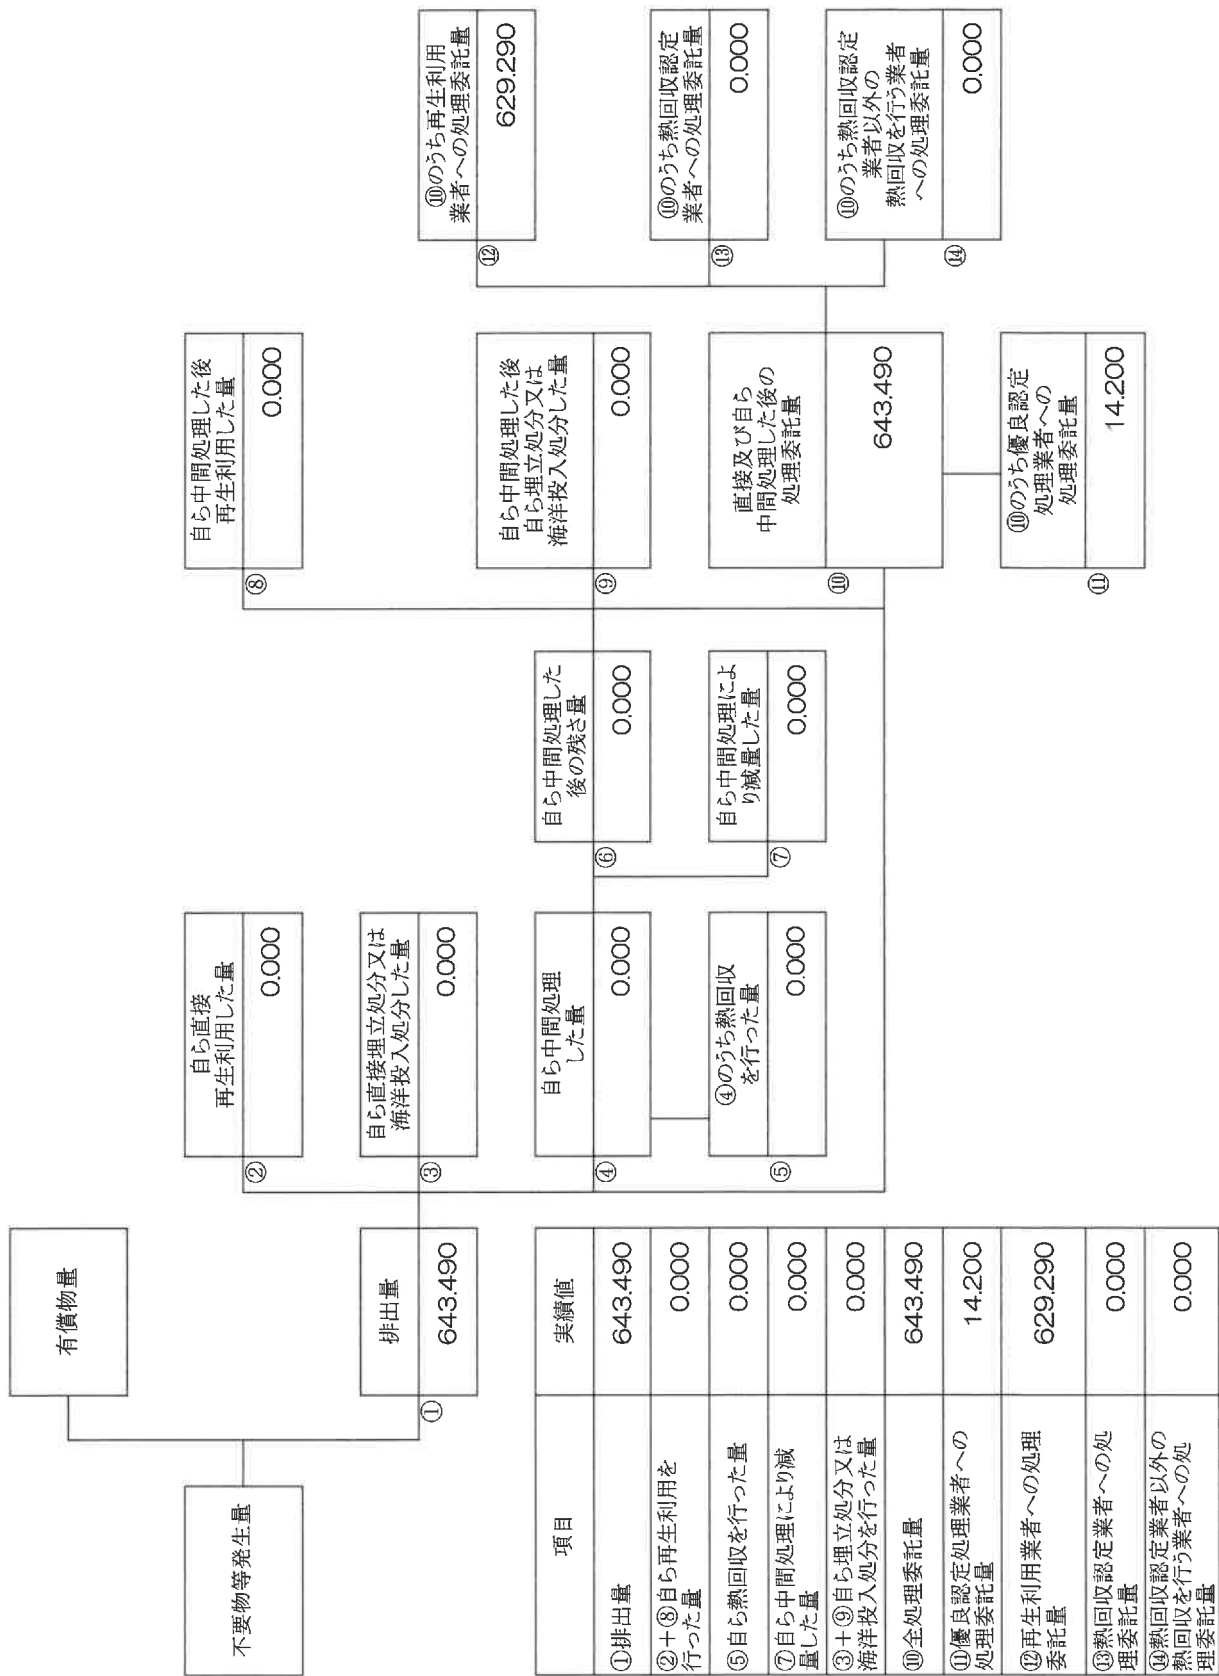 不要物等発生量
有償物量
①
排出量
643.490
②
自ら直接
再生利用した量
0.000
③
自ら直接埋立処分又は
海洋投入処分した量
0.000
④
自ら中間処理
した量
0.000
⑤
④のうち熱回収
を行った量
0.000
⑥
自ら中間処理した
後の残さ量
0.000
⑦
自ら中間処理によ
り減量した量
0.000
⑧
自ら中間処理した後
再生利用した量
0.000
⑨
自ら中間処理した後
自ら埋立処分又は
海洋投入処分した量
0.000
⑩
直接及び自ら
中間処理した後の
処理委託量
643.490
⑪
⑩のうち優良認定
処理業者への
処理委託量
14.200
⑫
⑩のうち再生利用
業者への処理委託量
629.290
⑬
⑩のうち熱回収認定
業者への処理委託量
0.000
⑭
⑩のうち熱回収認定
業者以外の
熱回収を行う業者
への処理委託量
0.000
項目 実績値
①排出量 643.490
②+⑧自ら再生利用を
行った量 0.000
⑤自ら熱回収を行った量 0.000
⑦自ら中間処理により減
量した量 0.000
③+⑨自ら埋立処分又は
海洋投入処分を行った量 0.000
⑩全処理委託量 643.490
⑪優良認定処理業者への
処理委託量 14.200
⑫再生利用業者への処理
委託量 629.290
⑬熱回収認定業者への処
理委託量 0.000
⑭熱回収認定業者以外の
熱回収を行う業者への処
理委託量 0.000